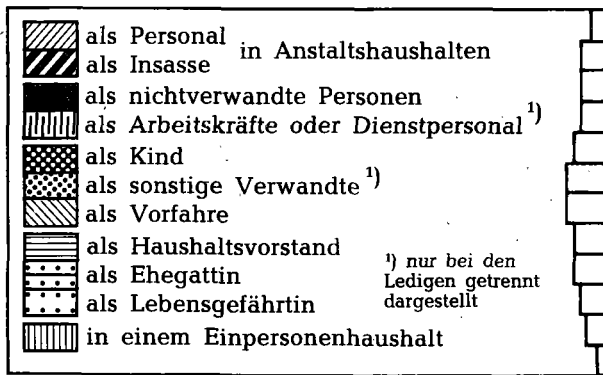 als Personal
als Insasse
in Anstaltshaushalten
als nichtverwandte Personen
als Arbeitskräfte oder Dienstpersonal ¹)
als Kind
als sonstige Verwandte ¹)
als Vorfahre
als Haushaltsvorstand
als Ehegattin
als Lebensgefährtin
in einem Einpersonenhaushalt
¹) nur bei den
Ledigen getrennt
dargestellt